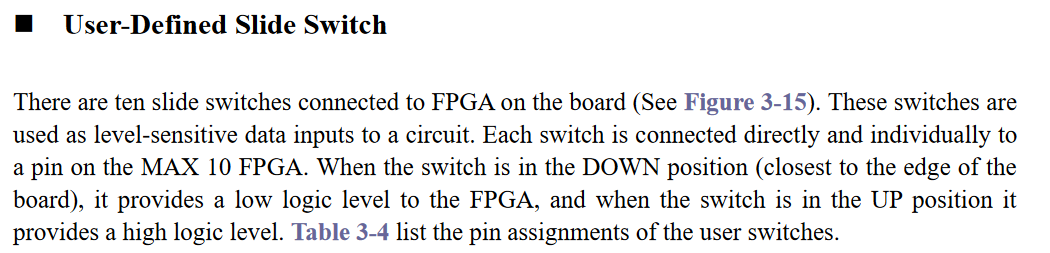 ■ User-Defined Slide Switch
There are ten slide switches connected to FPGA on the board (See Figure 3-15). These switches are
used as level-sensitive data inputs to a circuit. Each switch is connected directly and individually to
a pin on the MAX 10 FPGA. When the switch is in the DOWN position (closest to the edge of the
board), it provides a low logic level to the FPGA, and when the switch is in the UP position it
provides a high logic level. Table 3-4 list the pin assignments of the user switches.